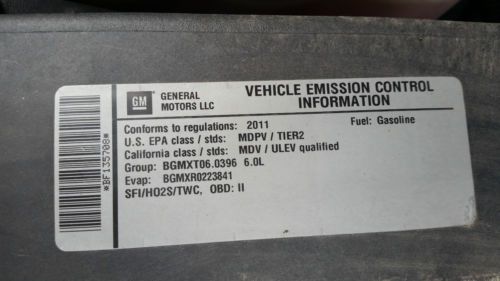 GM
GENERAL
MOTORS LLC
VEHICLE EMISSION CONTROL
INFORMATION
Conforms to regulations: 2011 Fuel: Gasoline
U.S. EPA class / stds: MDPV / TIER2
California class / stds: MDV / ULEV qualified
Group: BGMXT06.0396 6.0L
Evap: BGMXR0223841
SFI/HO2S/TWC, OBD: II
*BF135708*